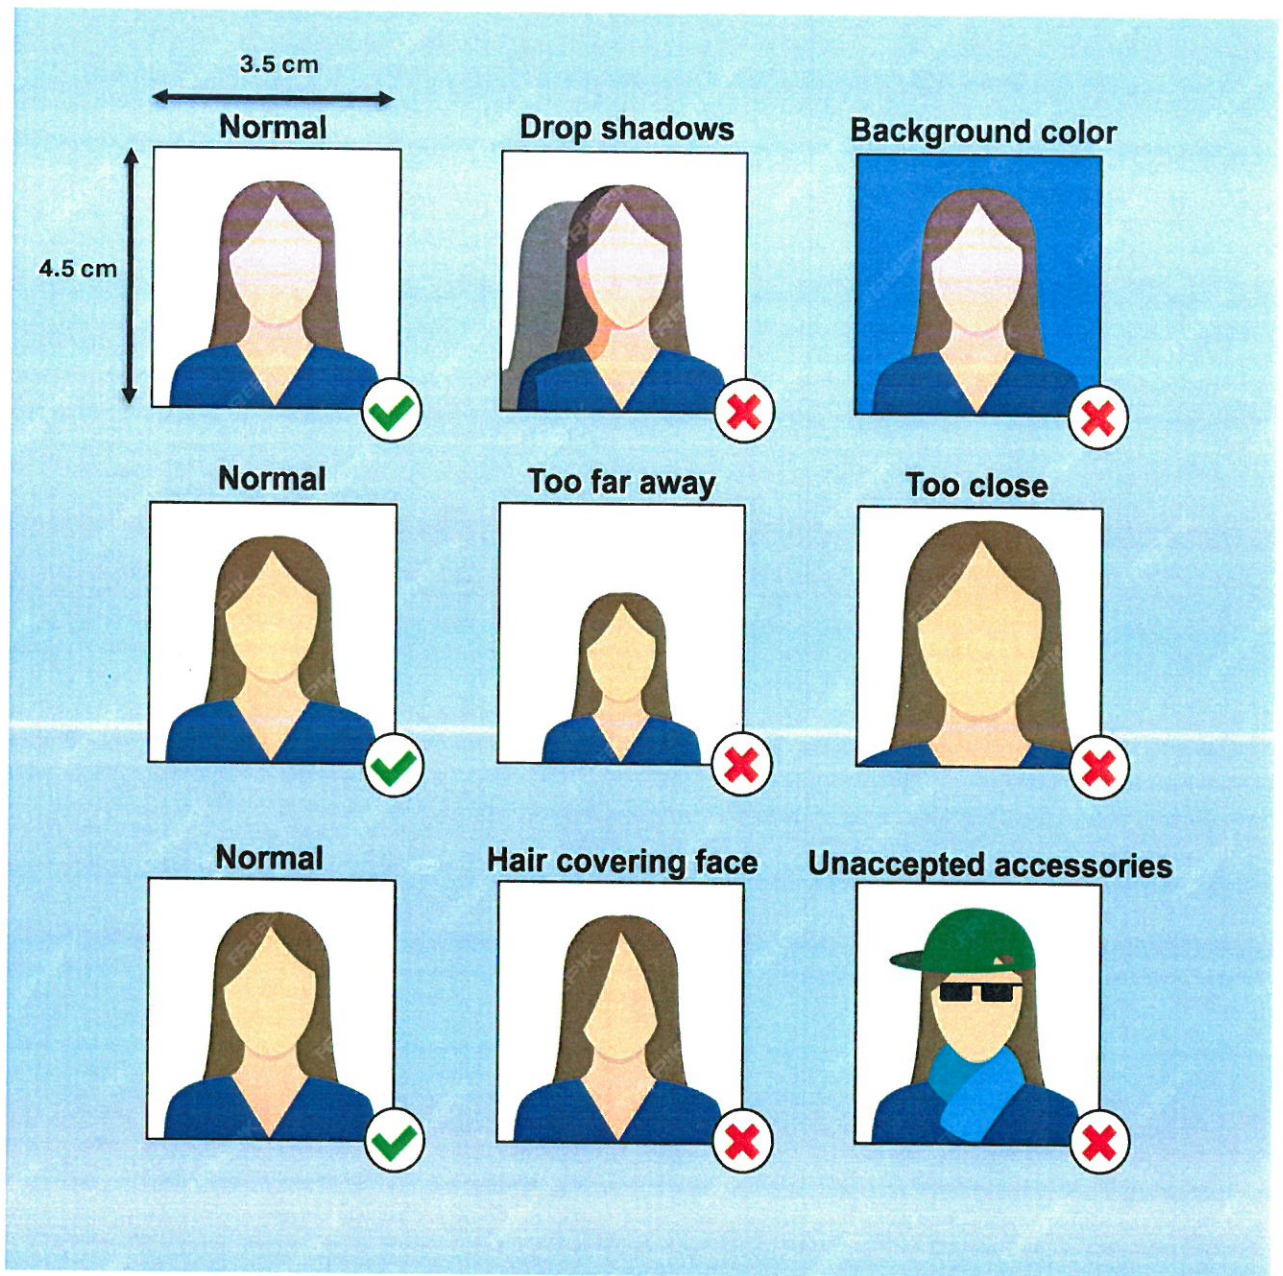 3.5 cm
Normal
Drop shadows
Background color
4.5 cm
Normal
Too far away
Too close
Normal
Hair covering face
Unaccepted accessories
FREEPIK